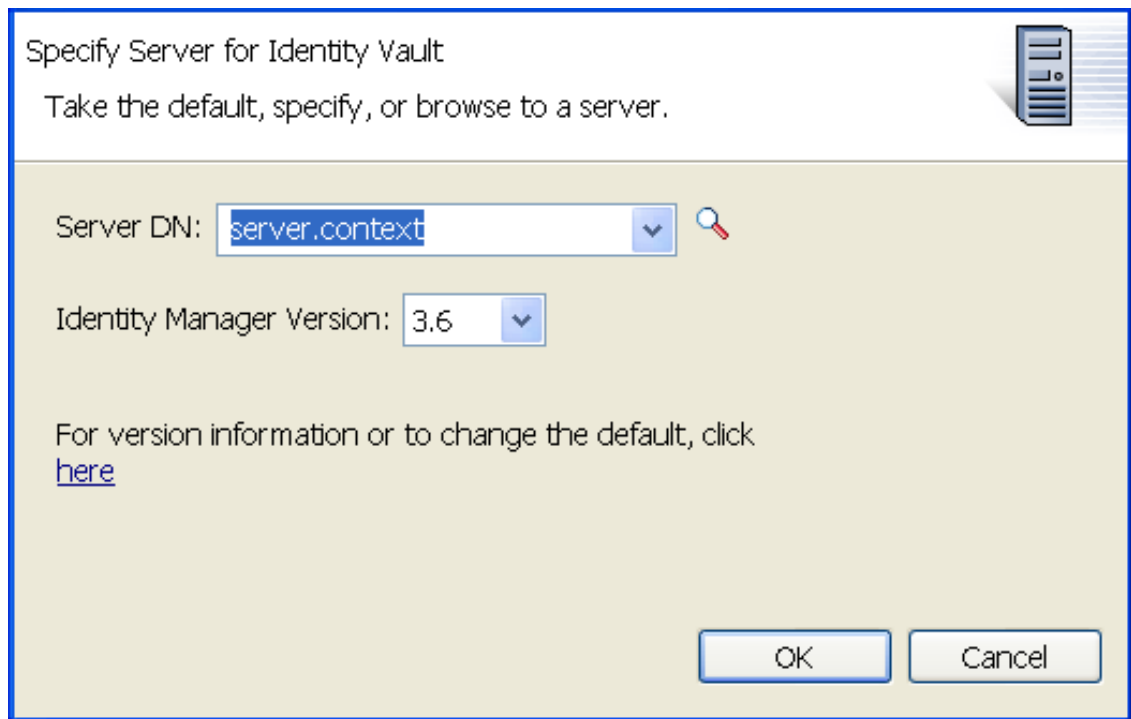 Specify Server for Identity Vault
Take the default, specify, or browse to a server.
Server DN: server.context
Identity Manager Version: 3.6
For version information or to change the default, click
here
OK Cancel